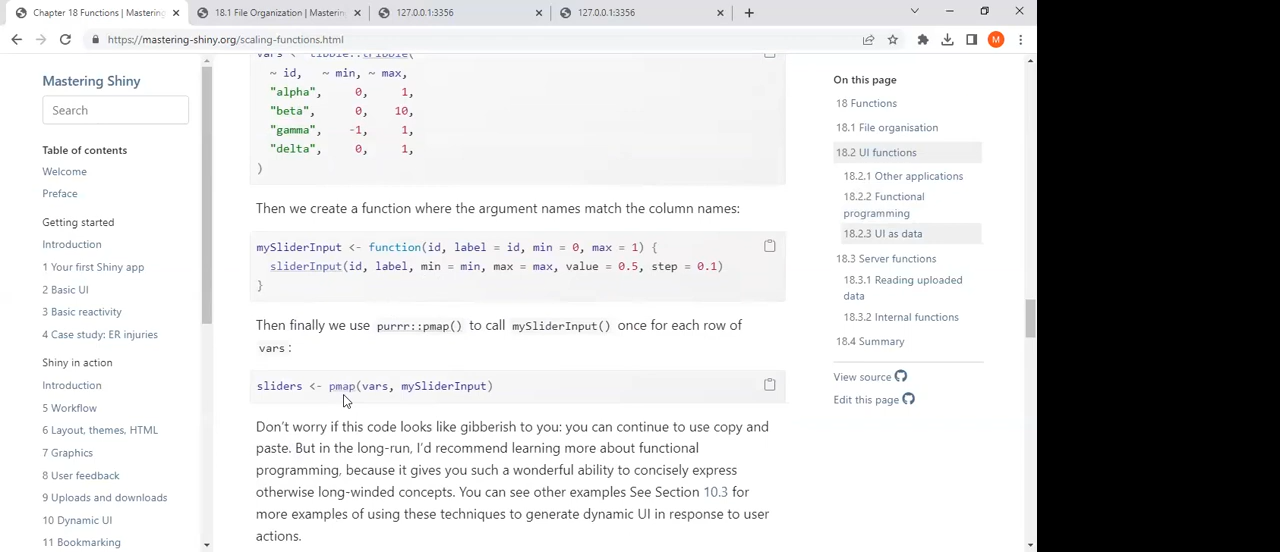 Chapter 18 Functions | Mastering
18.1 File Organization | Mastering
127.0.0.1:3356
127.0.0.1:3356
https://mastering-shiny.org/scaling-functions.html
M
Mastering Shiny
Search
Table of contents
Welcome
Preface
Getting started
Introduction
1 Your first Shiny app
2 Basic UI
3 Basic reactivity
4 Case study: ER injuries
Shiny in action
Introduction
5 Workflow
6 Layout, themes, HTML
7 Graphics
8 User feedback
9 Uploads and downloads
10 Dynamic UI
11 Bookmarking
vars <- tibble::tribble(
~ id, ~ min, ~ max,
"alpha", 0, 1,
"beta", 0, 10,
"gamma", -1, 1,
"delta", 0, 1,
)
Then we create a function where the argument names match the column names:
mySliderInput <- function(id, label = id, min = 0, max = 1) {
sliderInput(id, label, min = min, max = max, value = 0.5, step = 0.1)
}
Then finally we use purrr::pmap() to call mySliderInput() once for each row of
vars :
sliders <- pmap(vars, mySliderInput)
Don't worry if this code looks like gibberish to you: you can continue to use copy and
paste. But in the long-run, I'd recommend learning more about functional
programming, because it gives you such a wonderful ability to concisely express
otherwise long-winded concepts. You can see other examples See Section 10.3 for
more examples of using these techniques to generate dynamic UI in response to user
actions.
On this page
18 Functions
18.1 File organisation
18.2 UI functions
18.2.1 Other applications
18.2.2 Functional
programming
18.2.3 UI as data
18.3 Server functions
18.3.1 Reading uploaded
data
18.3.2 Internal functions
18.4 Summary
View source
Edit this page